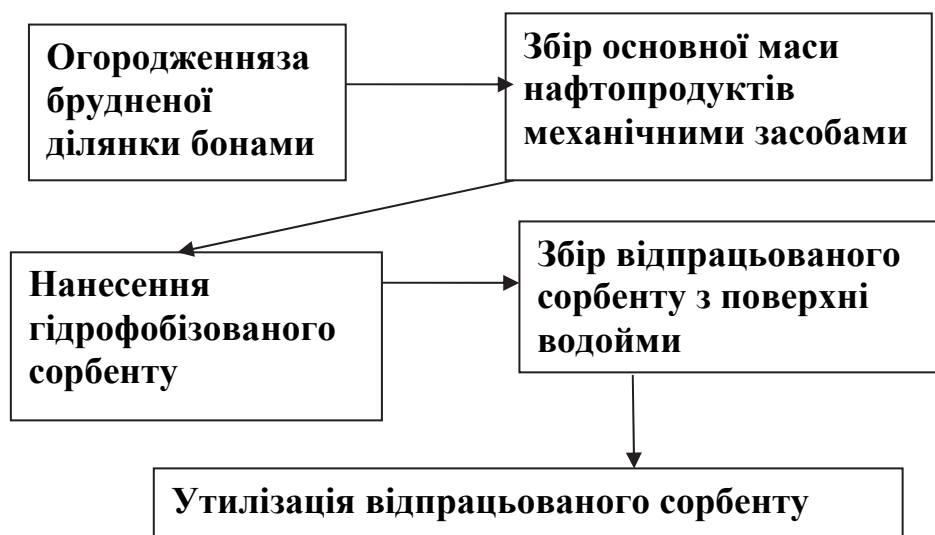 Огородженняза
брудненої
ділянки бонами
Збір основної маси
нафтопродуктів
механічними засобами
Нанесення
гідрофобізованого
сорбенту
Збір відпрацьованого
сорбенту з поверхні
водойми
Утилізація відпрацьованого сорбенту